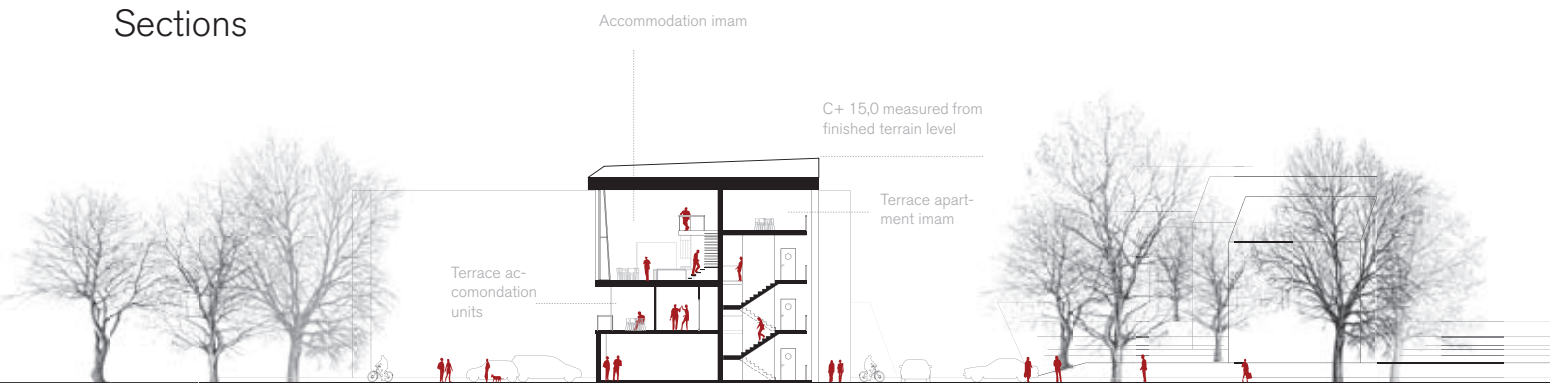 Sections
Accommodation imam
C+ 15,0 measured from
finished terrain level
Terrace apart-
ment imam
Terrace ac-
comondation
units